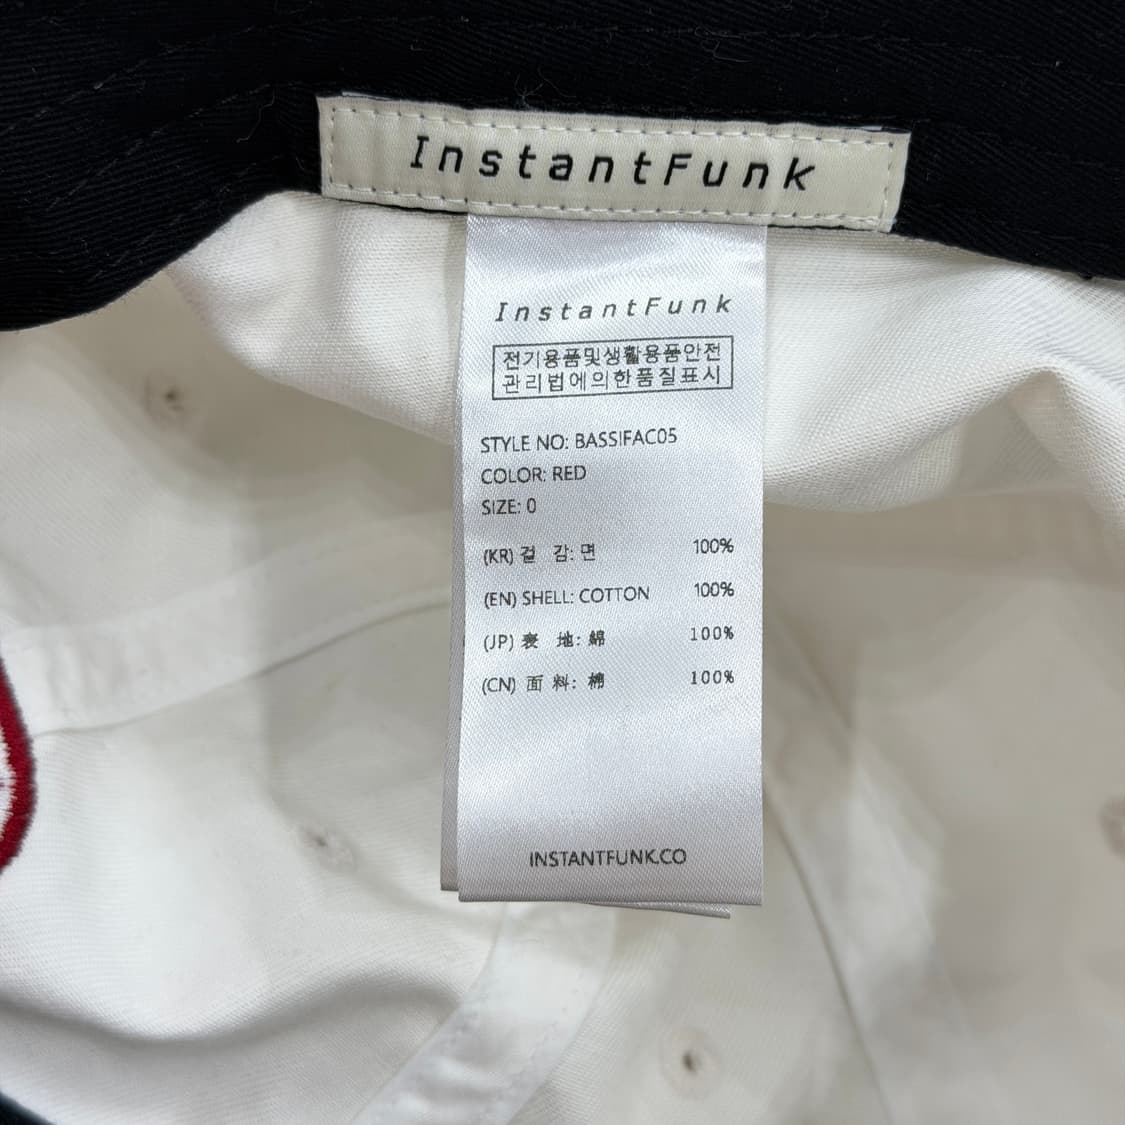 InstantFunk
InstantFunk
전기용품및생활용품안전
관리법에의한품질표시
STYLE NO: BASSIFAC05
COLOR: RED
SIZE: 0
(KR) 겉 감: 면 100%
(EN) SHELL: COTTON 100%
(JP) 表 地: 綿 100%
(CN) 面 料: 棉 100%
INSTANTFUNK.CO